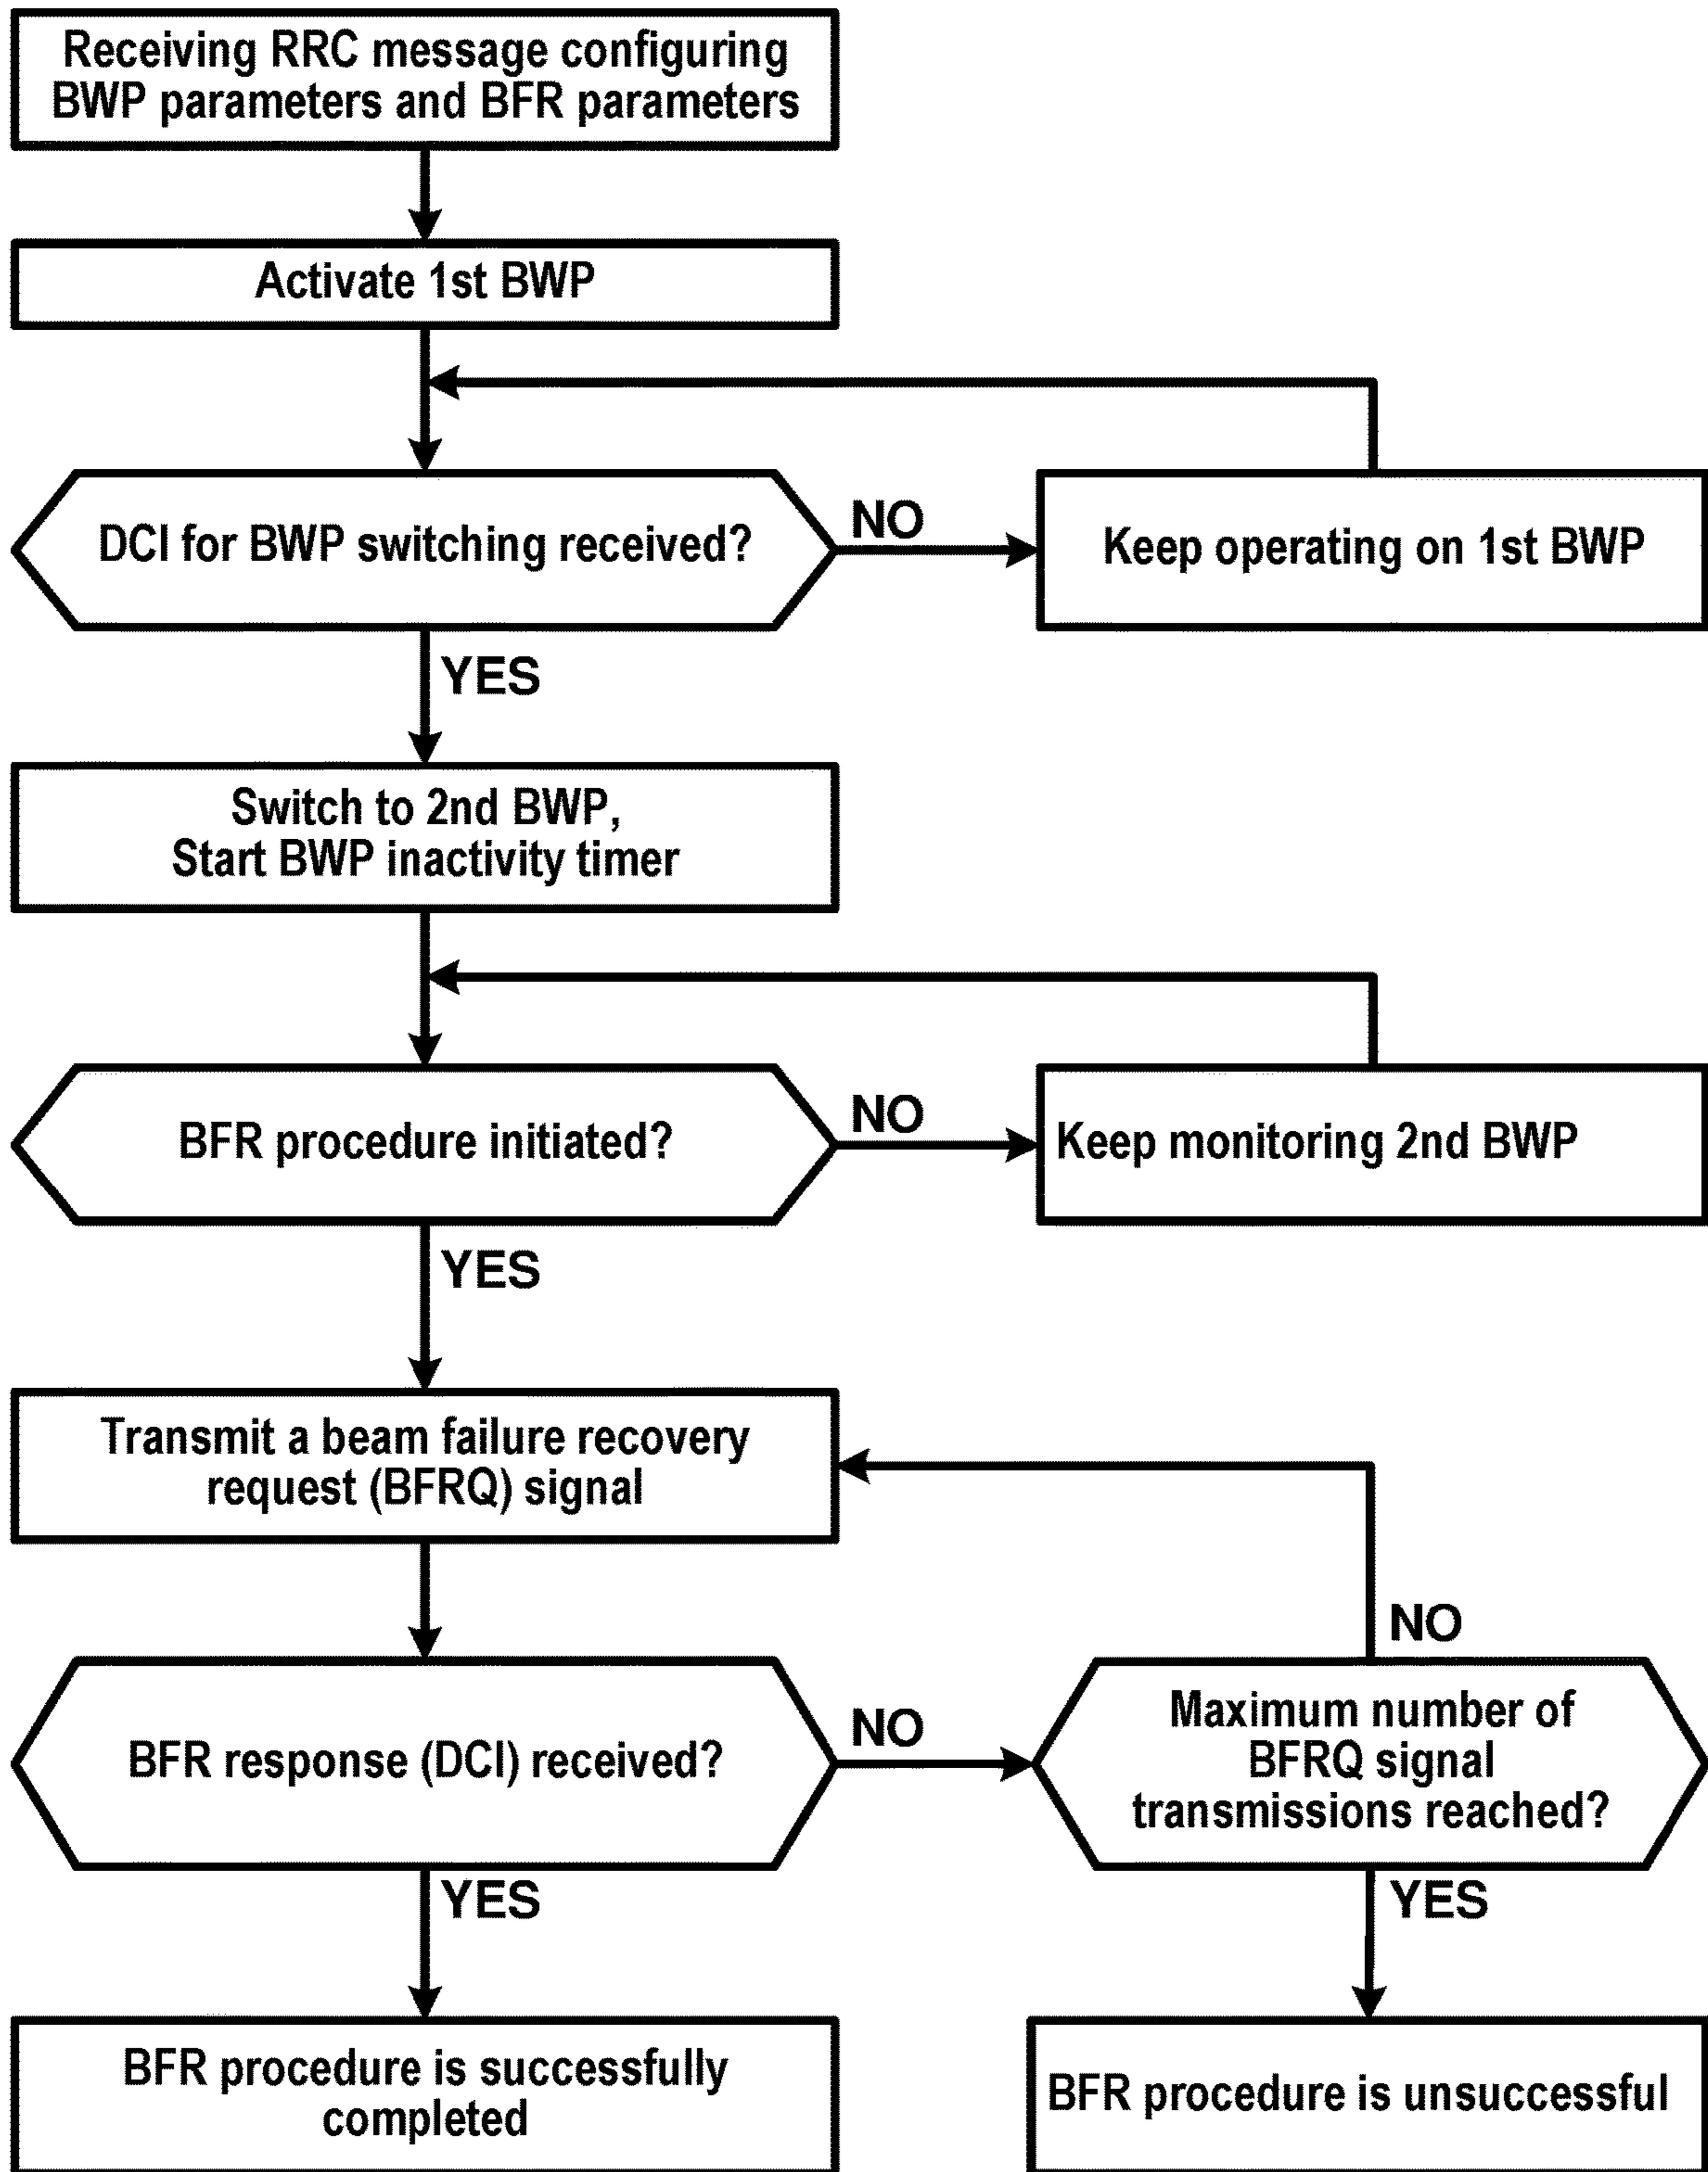 Receiving RRC message configuring
BWP parameters and BFR parameters
Activate 1st BWP
DCI for BWP switching received?
NO
Keep operating on 1st BWP
YES
Switch to 2nd BWP,
Start BWP inactivity timer
BFR procedure initiated?
NO
Keep monitoring 2nd BWP
YES
Transmit a beam failure recovery
request (BFRQ) signal
BFR response (DCI) received?
NO
NO
Maximum number of
BFRQ signal
transmissions reached?
YES
YES
BFR procedure is successfully
completed
BFR procedure is unsuccessful